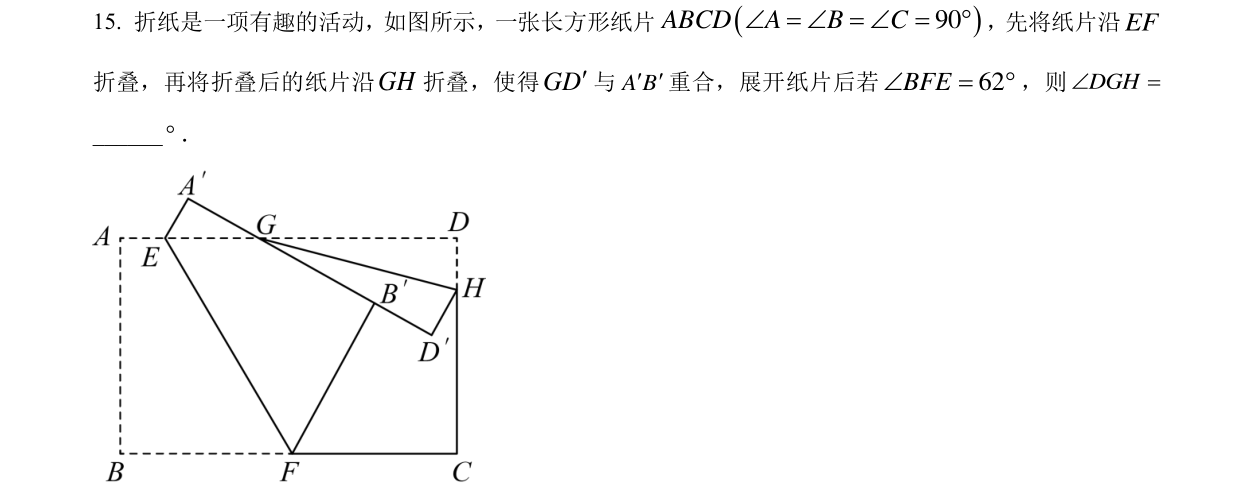 15. 折纸是一项有趣的活动，如图所示，一张长方形纸片 ABCD(∠A = ∠B = ∠C = 90°)，先将纸片沿 EF
折叠，再将折叠后的纸片沿 GH 折叠，使得 GD′ 与 A′B′ 重合，展开纸片后若 ∠BFE = 62°，则 ∠DGH =
_____°.
A′
G
D
A
E
B′
H
D′
B
F
C